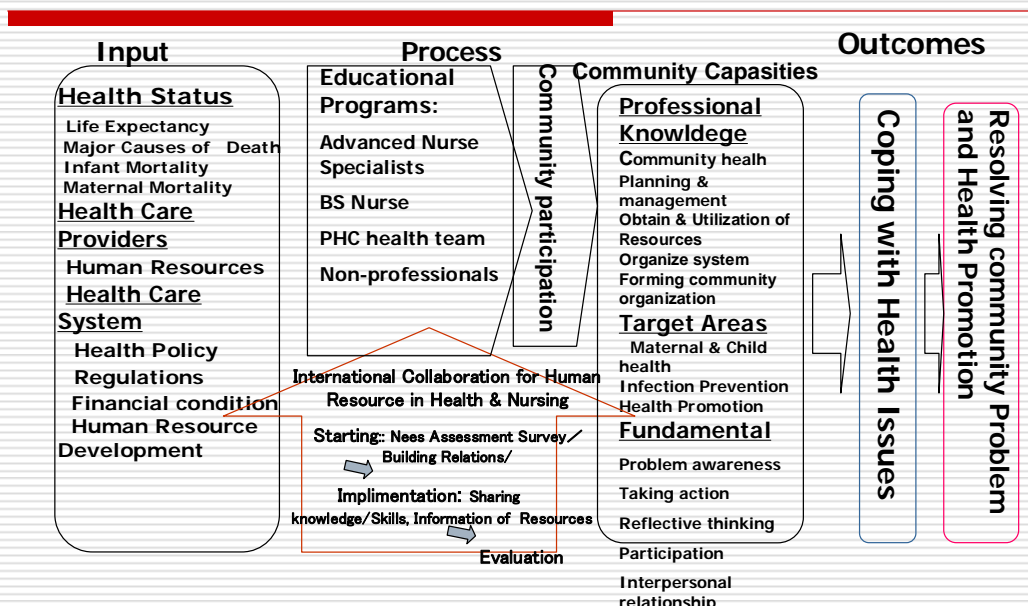 Input
Health Status
Life Expectancy
Major Causes of Death
Infant Mortality
Maternal Mortality
Health Care
Providers
Human Resources
Health Care
System
Health Policy
Regulations
Financial condition
Human Resource
Development
Process
Educational
Programs:
Advanced Nurse
Specialists
BS Nurse
PHC health team
Non-professionals
Community participation
International Collaboration for Human
Resource in Health & Nursing
Starting:: Nees Assessment Survey/
Building Relations/
Implimentation: Sharing
knowledge/Skills, Information of Resources
Evaluation
Community Capasities
Professional
Knowldege
Community healh
Planning &
management
Obtain & Utilization of
Resources
Organize system
Forming community
organization
Target Areas
Maternal & Child
health
Infection Prevention
Health Promotion
Fundamental
Problem awareness
Taking action
Reflective thinking
Participation
Interpersonal
relationship
Outcomes
Coping with Health Issues
Resolving community Problem
and Health Promotion